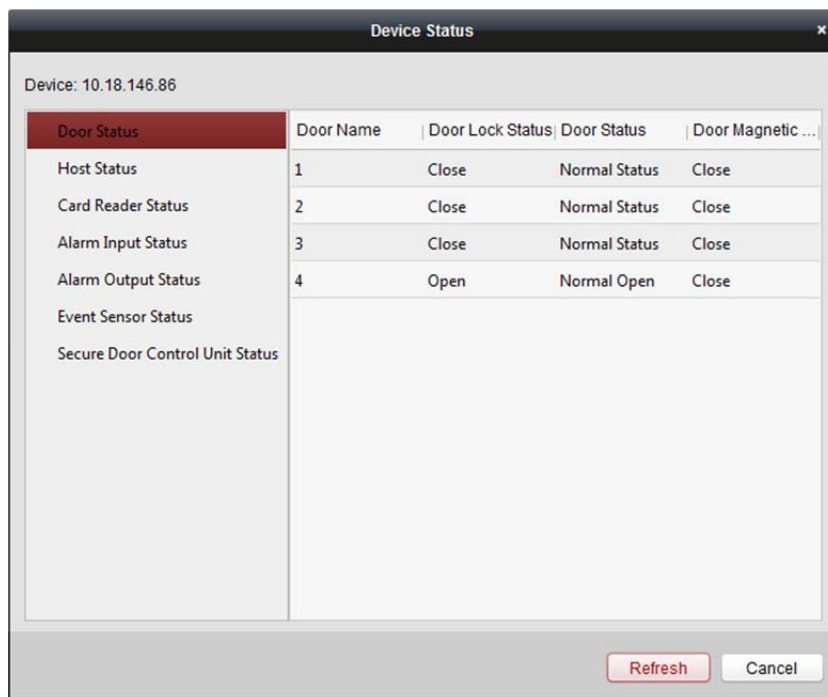 Device Status
×
Device: 10.18.146.86
Door Status
Host Status
Card Reader Status
Alarm Input Status
Alarm Output Status
Event Sensor Status
Secure Door Control Unit Status
Door Name Door Lock Status Door Status Door Magnetic ...
1 Close Normal Status Close
2 Close Normal Status Close
3 Close Normal Status Close
4 Open Normal Open Close
Refresh Cancel